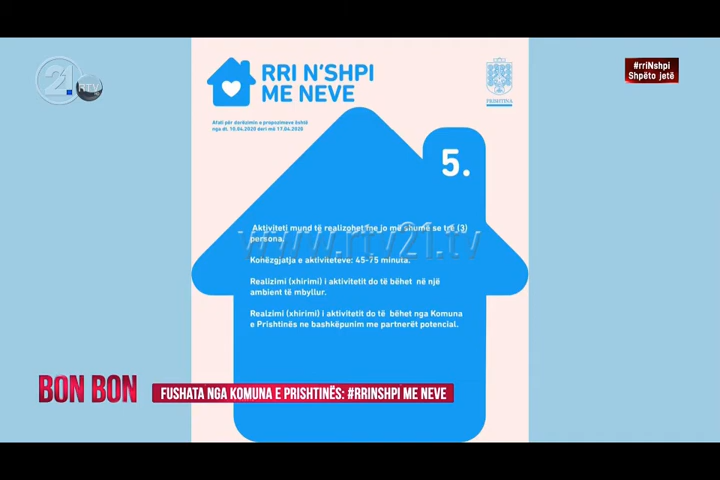 21
RTV
#rriNshpi
Shpëto jetë
RRI N'SHPI
ME NEVE
PRISHTINA
Afati për dorëzimin e propozimeve është
nga dt. 10.04.2020 deri më 17.04.2020
5.
Aktiviteti mund të realizohet me jo më shumë se tre (3)
persona.
www.rtv21.tv
Kohëzgjatja e aktiviteteve: 45-75 minuta.
Realizimi (xhirimi) i aktivitetit do të bëhet në një
ambient të mbyllur.
Realzimi (xhirimi) i aktivitetit do të bëhet nga Komuna
e Prishtinës ne bashkëpunim me partnerët potencial.
BON BON
FUSHATA NGA KOMUNA E PRISHTINËS: #RRINSHPI ME NEVE